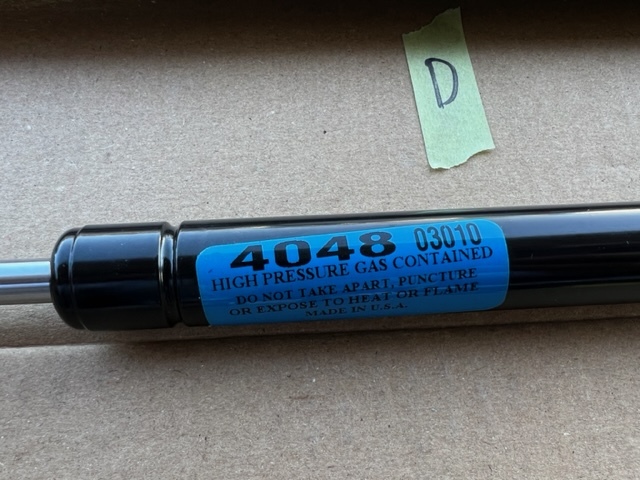 D
4048 03010
HIGH PRESSURE GAS CONTAINED
DO NOT TAKE APART, PUNCTURE
OR EXPOSE TO HEAT OR FLAME
MADE IN U.S.A.